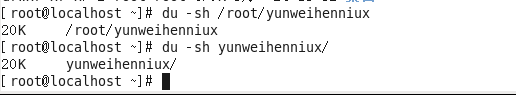 [root@localhost ~]# du -sh /root/yunweihenniux
20K	/root/yunweihenniux
[root@localhost ~]# du -sh yunweihenniux/
20K	yunweihenniux/
[root@localhost ~]#